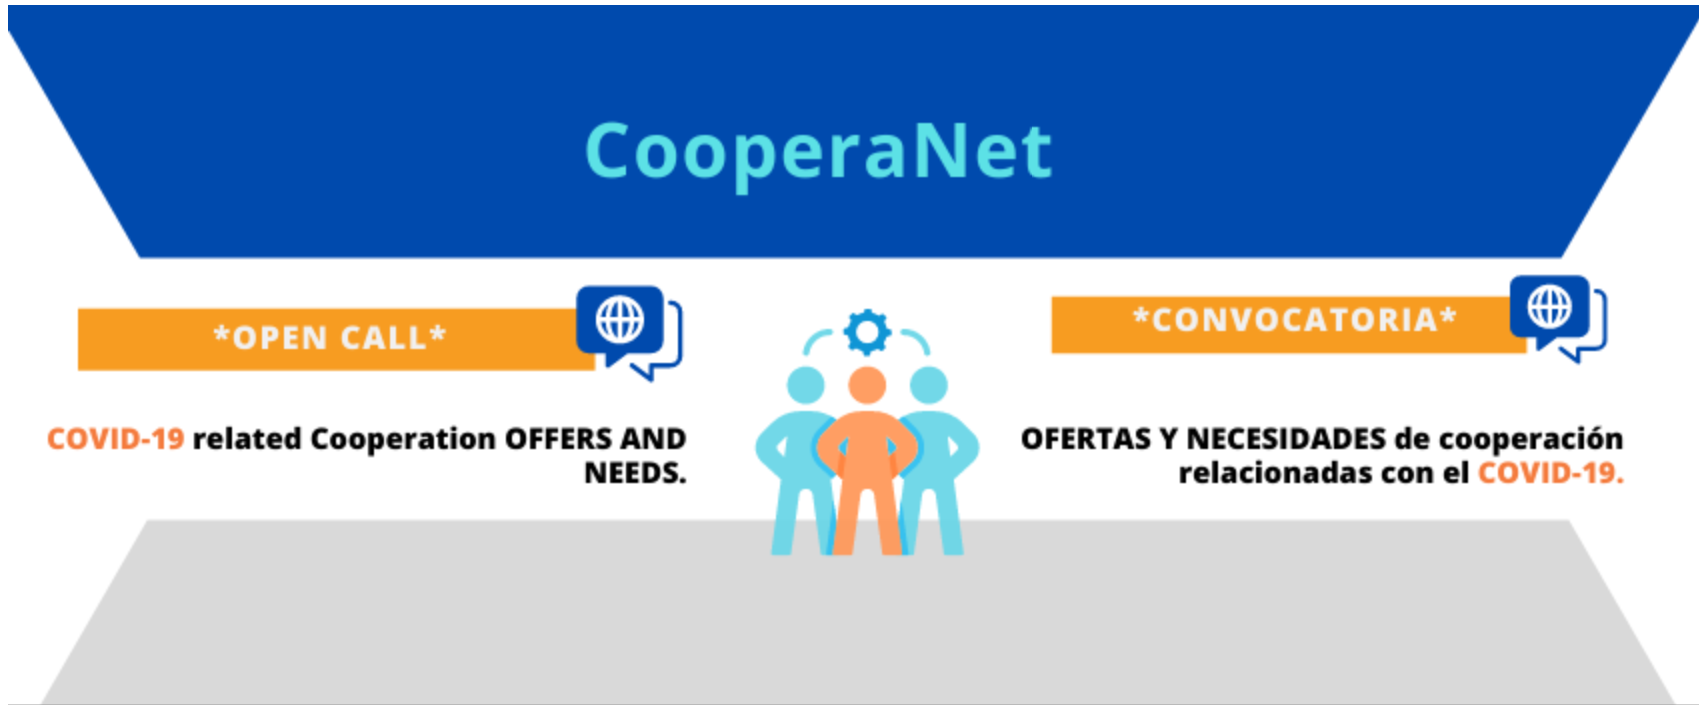 CooperaNet
*OPEN CALL*
COVID-19 related Cooperation OFFERS AND
NEEDS.
*CONVOCATORIA*
OFERTAS Y NECESIDADES de cooperación
relacionadas con el COVID-19.